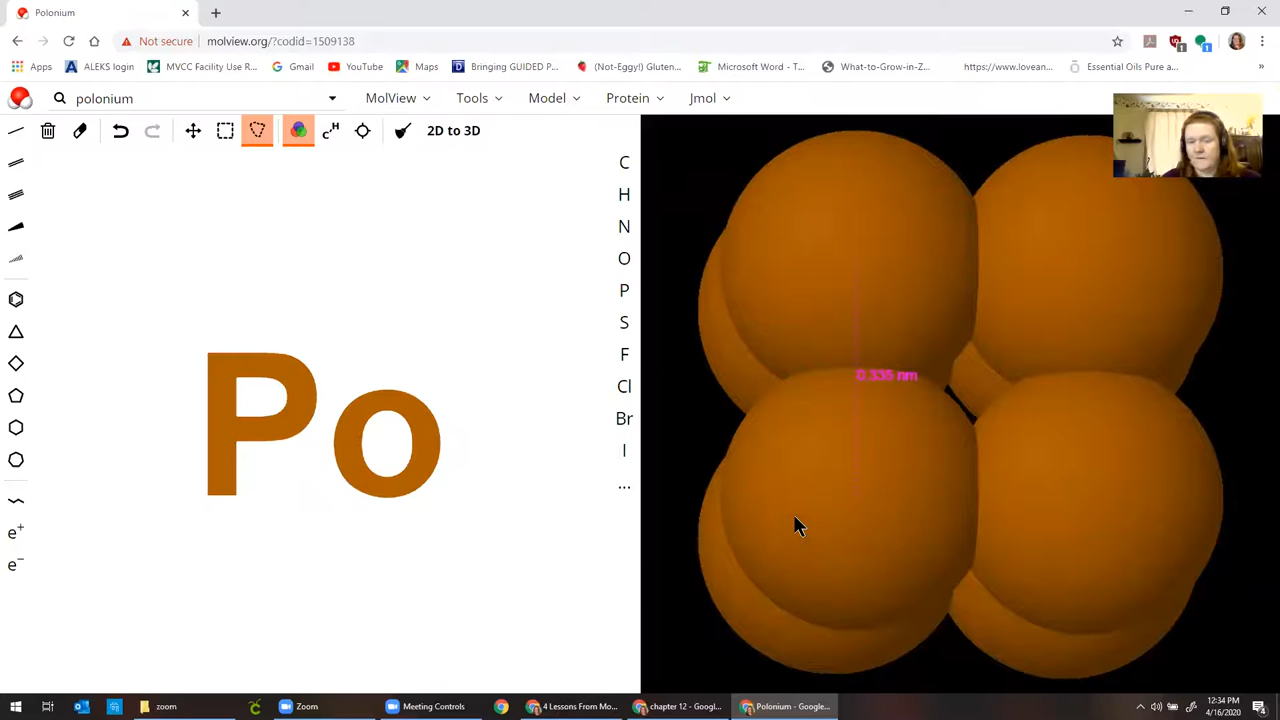 Polonium
Not secure
molview.org/?codid=1509138
1
1
Apps
ALEKS login
MVCC Facility Use R...
Gmail
YouTube
Maps
Bringing GUIDED P...
(Not-Eggy!) Gluten...
Microsoft Word - T...
What-to-Grow-in-Z...
https://www.lovean...
Essential Oils Pure a...
»
polonium
MolView
Tools
Model
Protein
Jmol
C H
2D to 3D
C
H
N
O
P
S
F
Cl
Br
I
...
e+
e−
Po
0.335 nm
zoom
Zoom
Meeting Controls
4 Lessons From Mo...
chapter 12 - Googl...
Polonium - Google...
12:34 PM
4/16/2020